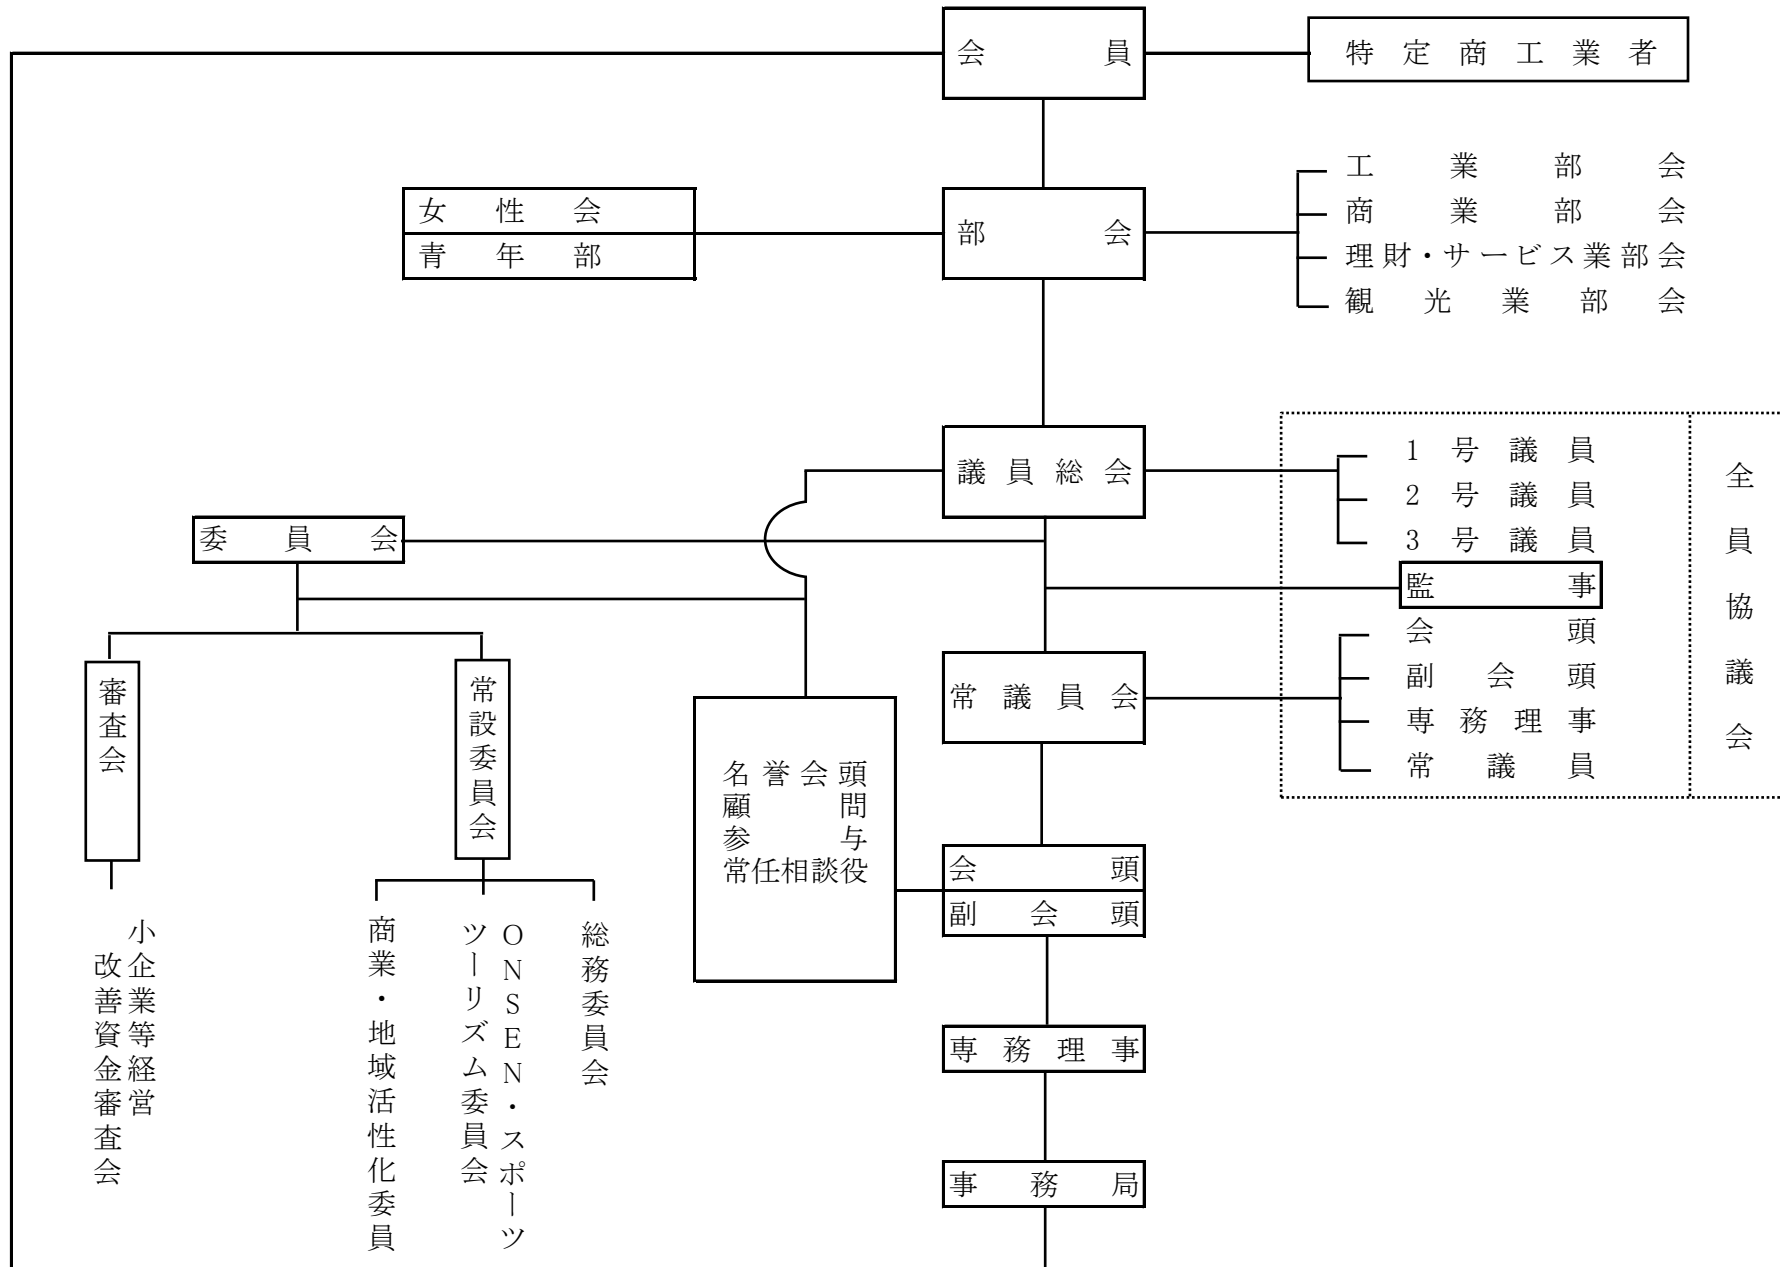 会員
特定商工業者
工業部会
商業部会
理財・サービス業部会
観光業部会
女性会
青年部
部会
議員総会
1号議員
2号議員
3号議員
監事
会頭
副会頭
専務理事
常議員
全員協議会
委員会
常議員会
審査会
常設委員会
名誉会頭
顧問
参与
常任相談役
会頭
副会頭
専務理事
事務局
総務委員会
ONSEN・スポーツ
ツーリズム委員会
商業・地域活性化委員
小企業等経営
改善資金審査会